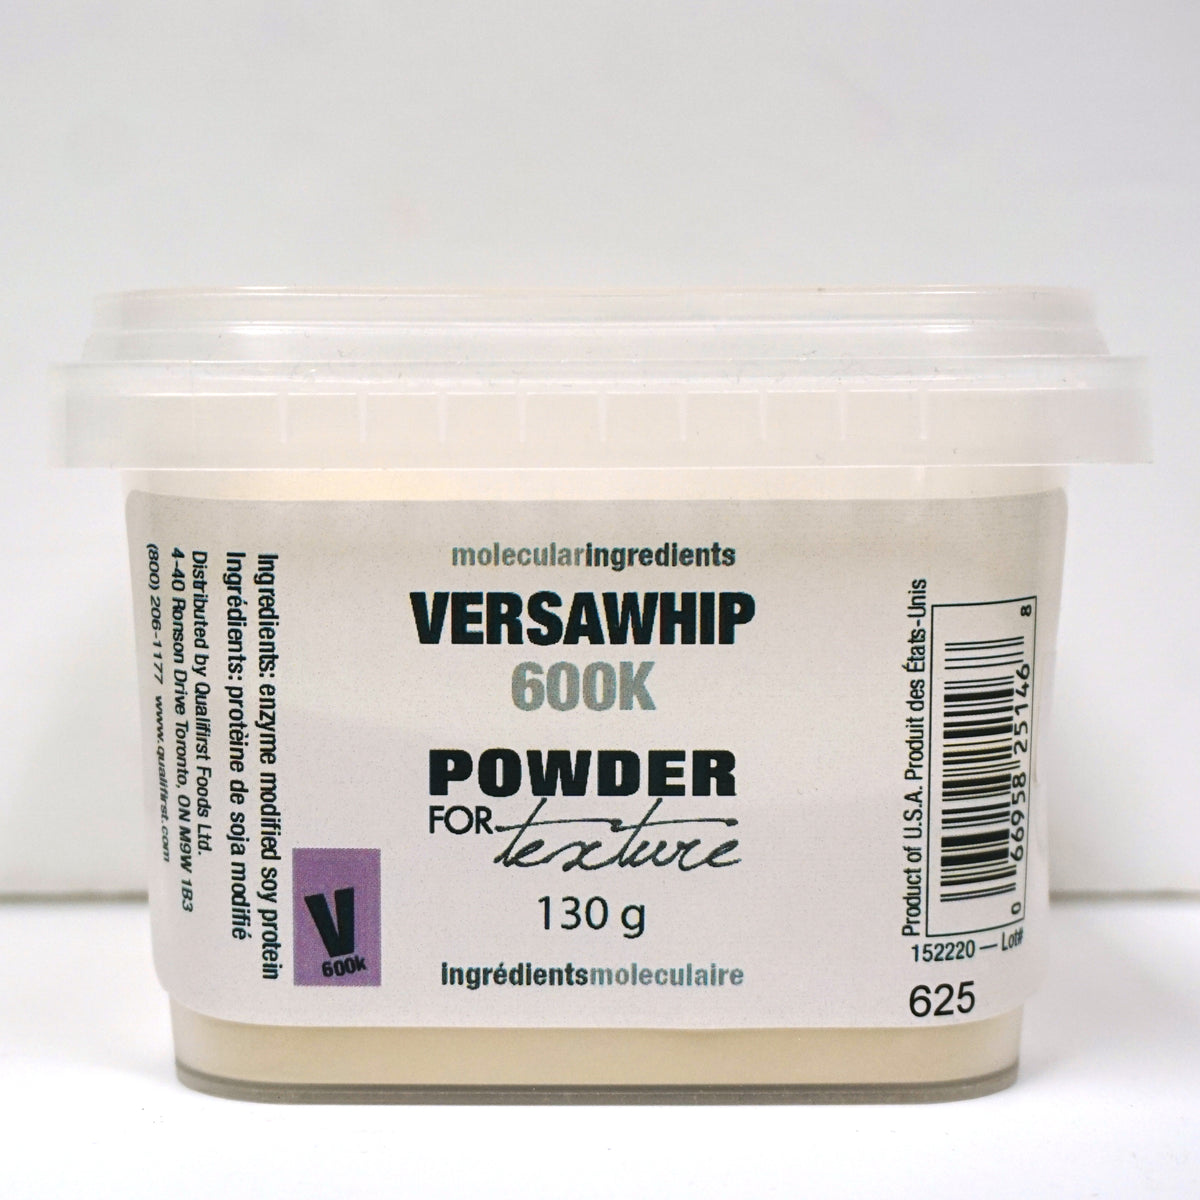 molecularingredients
VERSAWHIP
600K
POWDER
FOR texture
130 g
ingrédientsmoleculaire
Ingredients: enzyme modified soy protein
Ingrédients: protèine de soja modifié
Distributed by Qualifirst Foods Ltd.
4-40 Ronson Drive Toronto, ON M9W 1B3
(800) 206-1177 www.qualifirst.com
V
600k
Product of U.S.A. Produit des États-Unis
0 66958 25146 8
152220 — Lot#
625